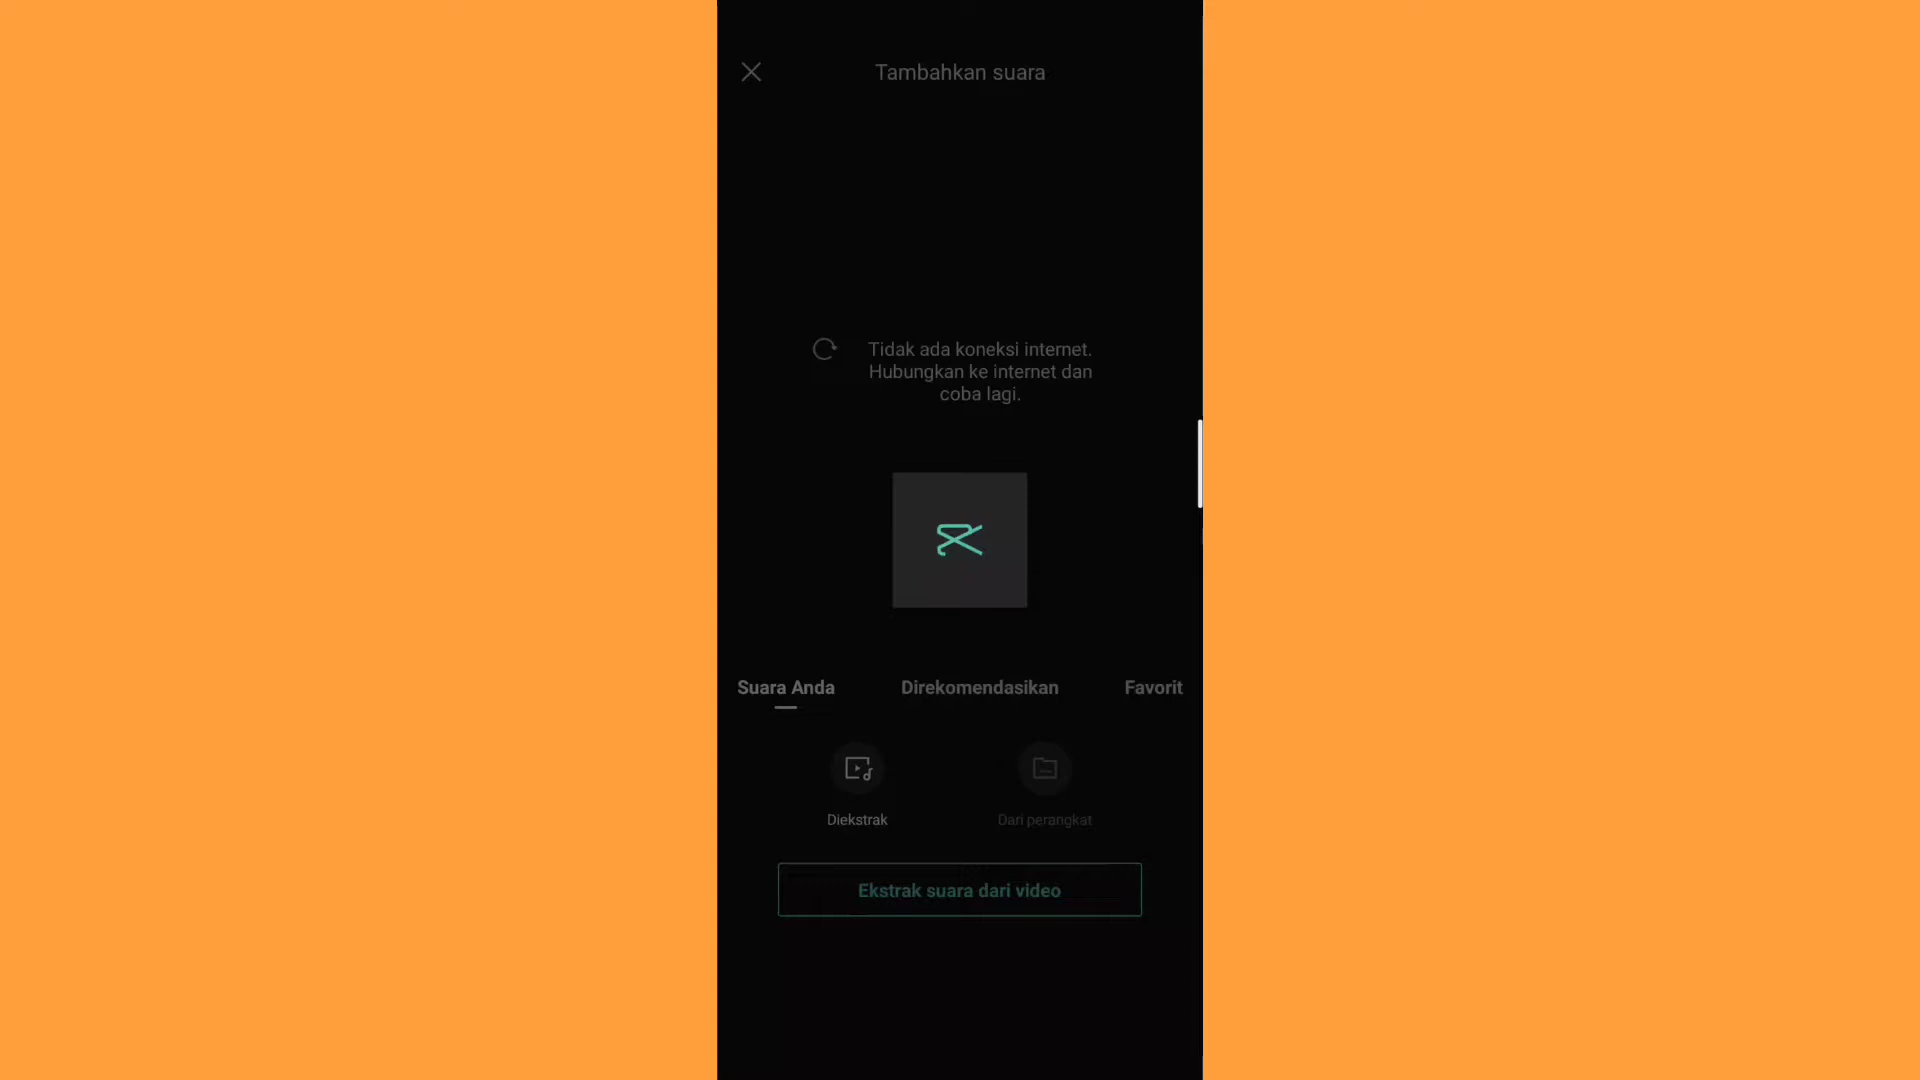 Tambahkan suara
Tidak ada koneksi internet.
Hubungkan ke internet dan
coba lagi.
Suara Anda
Direkomendasikan
Favorit
Diekstrak
Dari perangkat
Ekstrak suara dari video